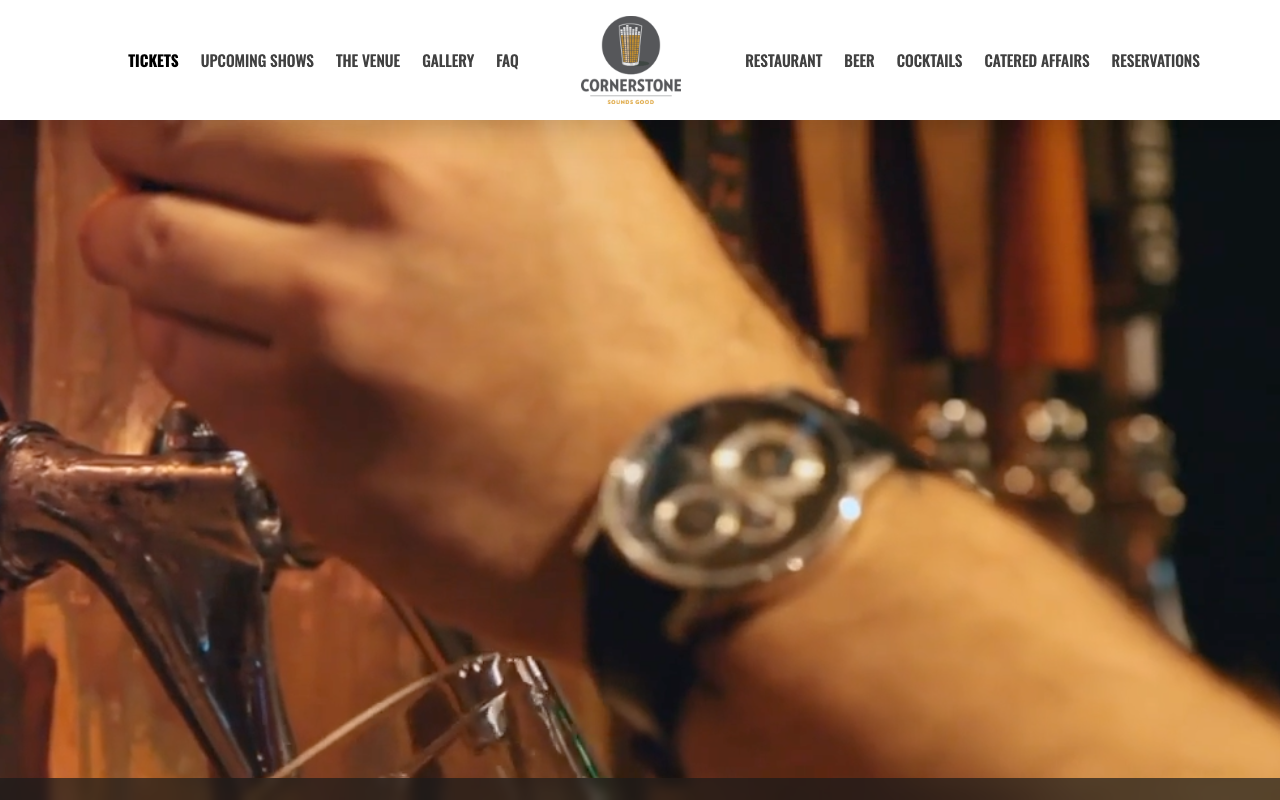 TICKETS UPCOMING SHOWS THE VENUE GALLERY FAQ
CORNERSTONE
SOUNDS GOOD
RESTAURANT BEER COCKTAILS CATERED AFFAIRS RESERVATIONS